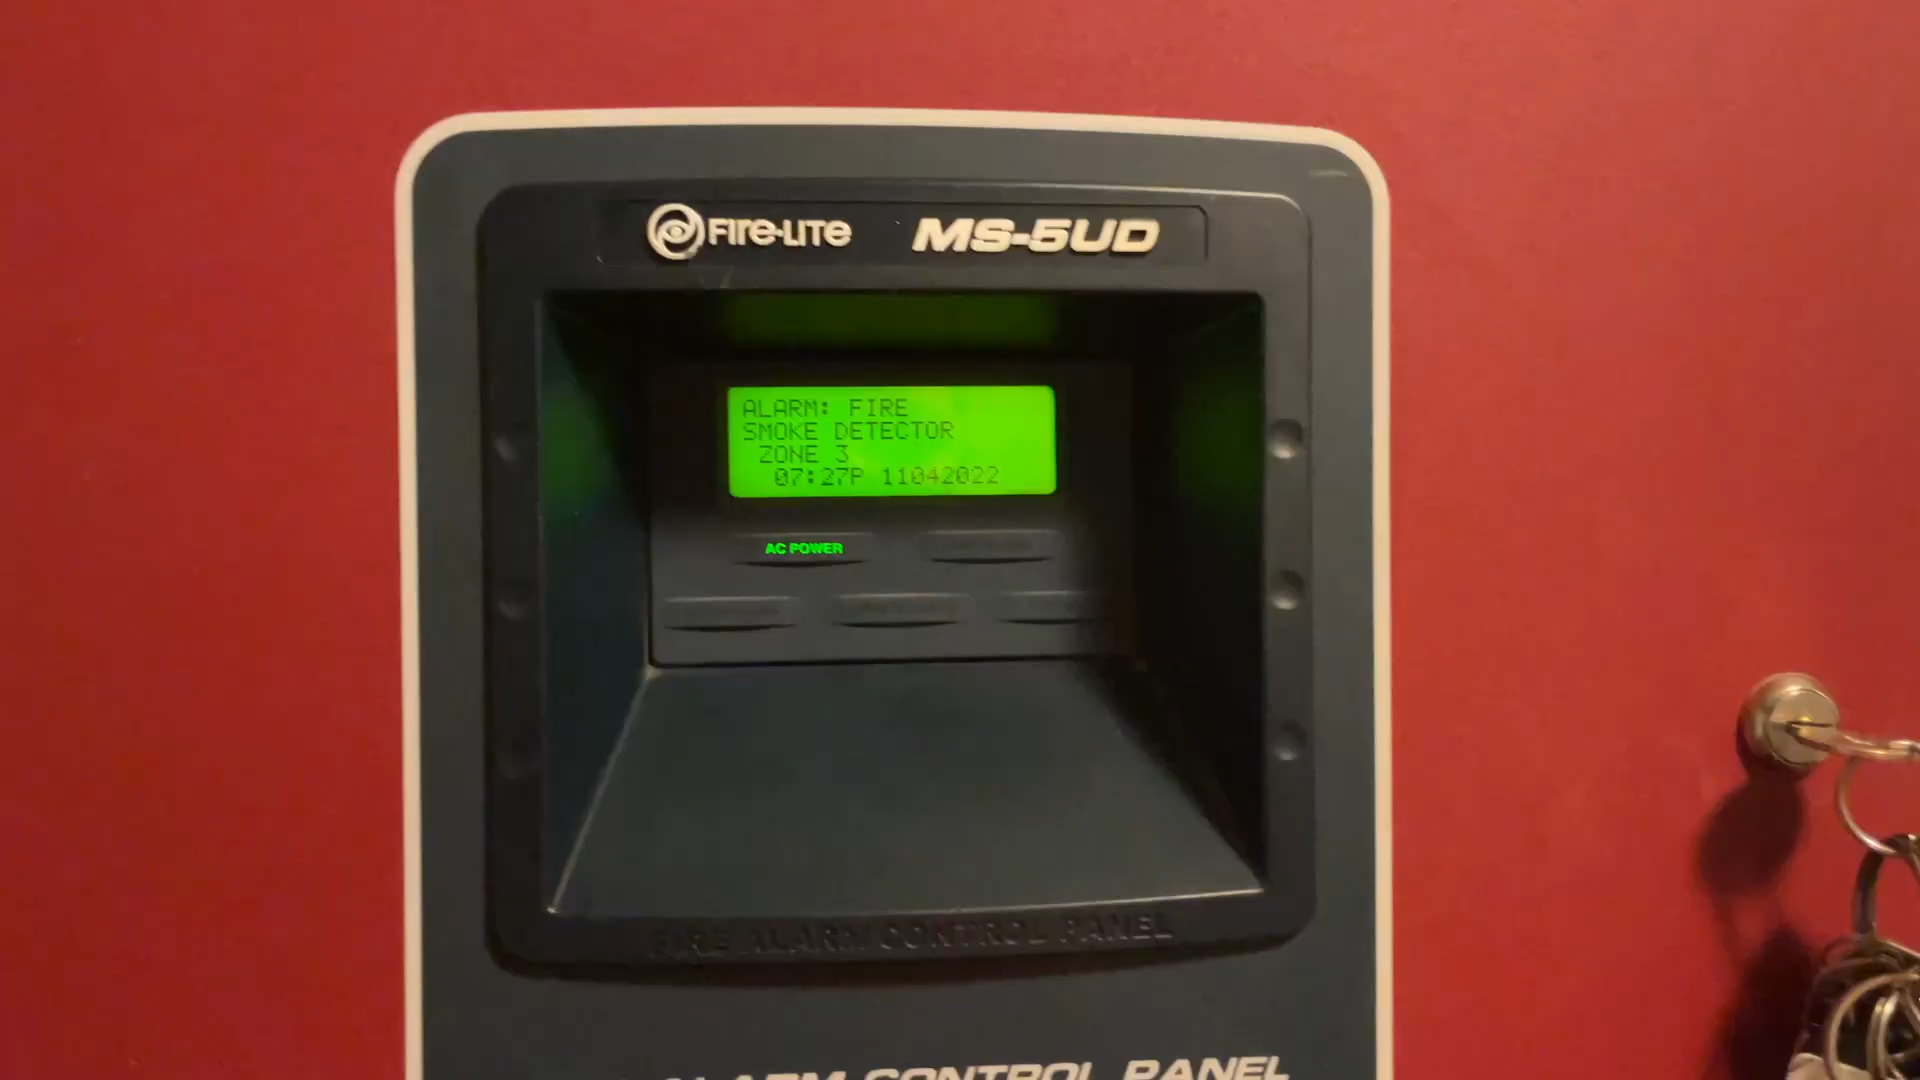 FIRE-LITE MS-5UD
ALARM: FIRE
SMOKE DETECTOR
ZONE 3
07:27P 11042022
AC POWER
FIRE ALARM CONTROL PANEL
ALARM CONTROL PANEL